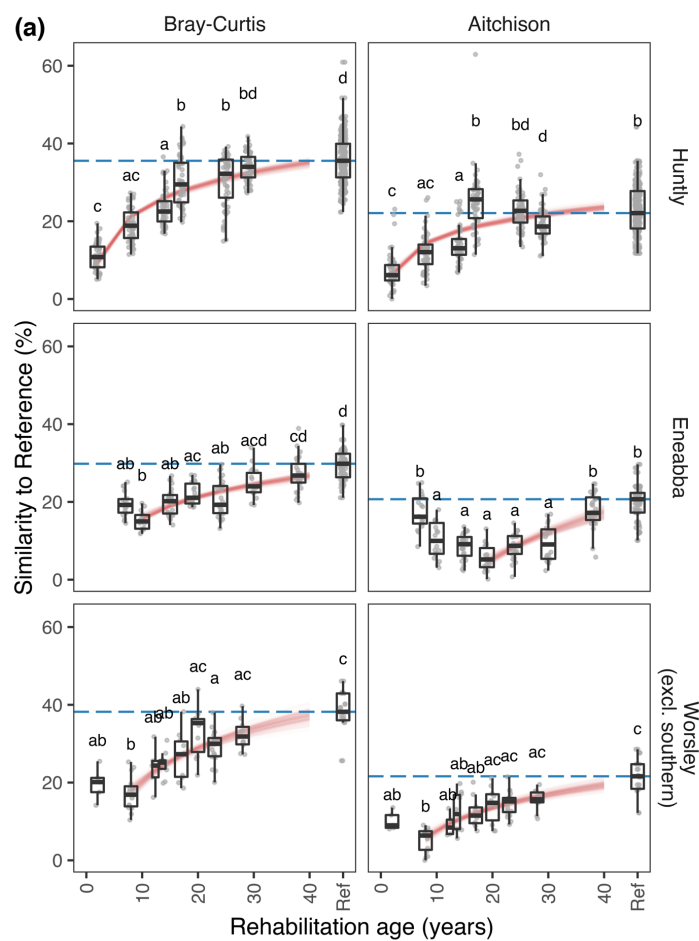 (a)
Bray-Curtis
Aitchison
Similarity to Reference (%)
60
40
20
0
c
ac
a
b
b
bd
d
c
ac
a
b
bd
d
b
Huntly
60
40
20
0
ab
b
ab
ac
ab
acd
cd
d
b
a
a
a
a
a
b
b
Eneabba
60
40
20
0
ab
b
ab
ab
ab
ac
a
ac
c
ab
b
ab
ab
ab
ac
ac
ac
c
Worsley
(excl. southern)
0
10
20
30
40
Ref
0
10
20
30
40
Ref
Rehabilitation age (years)